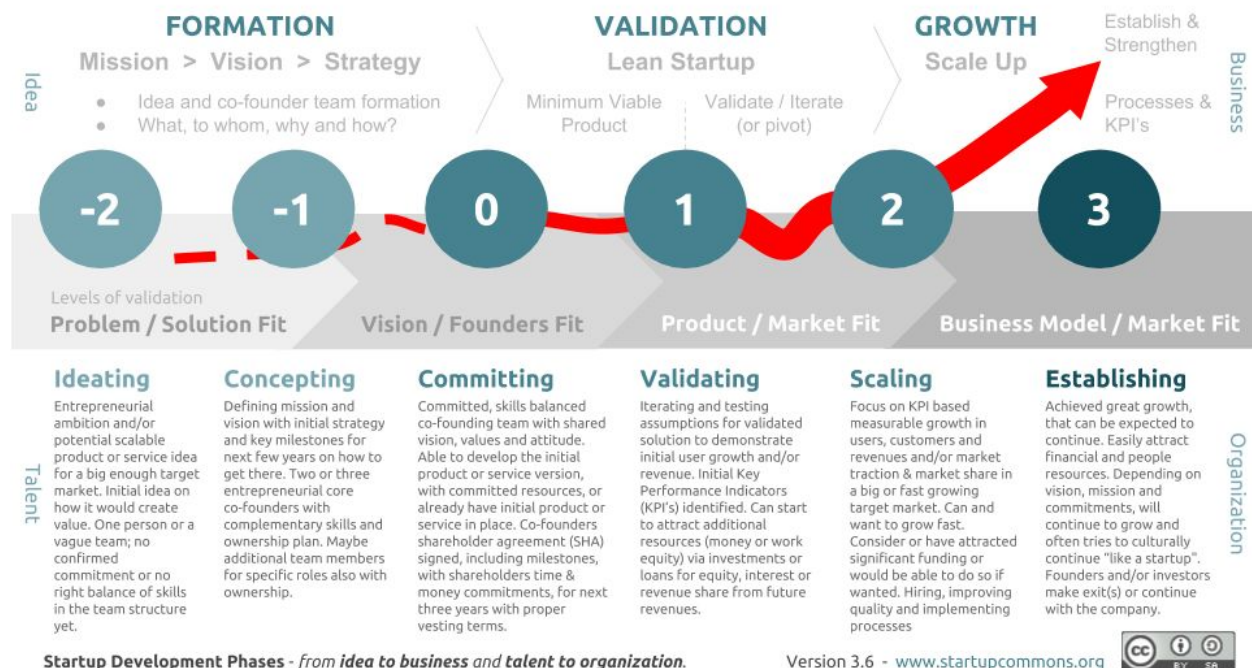 FORMATION
Mission > Vision > Strategy
● Idea and co-founder team formation
● What, to whom, why and how?
VALIDATION
Lean Startup
Minimum Viable
Product
Validate / Iterate
(or pivot)
GROWTH
Scale Up
Establish &
Strengthen
Processes &
KPI's
Idea
Business
-2
-1
0
1
2
3
Levels of validation
Problem / Solution Fit
Vision / Founders Fit
Product / Market Fit
Business Model / Market Fit
Talent
Organization
Ideating
Entrepreneurial
ambition and/or
potential scalable
product or service idea
for a big enough target
market. Initial idea on
how it would create
value. One person or a
vague team; no
confirmed
commitment or no
right balance of skills
in the team structure
yet.
Concepting
Defining mission and
vision with initial strategy
and key milestones for
next few years on how to
get there. Two or three
entrepreneurial core
co-founders with
complementary skills and
ownership plan. Maybe
additional team members
for specific roles also with
ownership.
Committing
Committed, skills balanced
co-founding team with shared
vision, values and attitude.
Able to develop the initial
product or service version,
with committed resources, or
already have initial product or
service in place. Co-founders
shareholder agreement (SHA)
signed, including milestones,
with shareholders time &
money commitments, for next
three years with proper
vesting terms.
Validating
Iterating and testing
assumptions for validated
solution to demonstrate
initial user growth and/or
revenue. Initial Key
Performance Indicators
(KPI's) identified. Can start
to attract additional
resources (money or work
equity) via investments or
loans for equity, interest or
revenue share from future
revenues.
Scaling
Focus on KPI based
measurable growth in
users, customers and
revenues and/or market
traction & market share in
a big or fast growing
target market. Can and
want to grow fast.
Consider or have attracted
significant funding or
would be able to do so if
wanted. Hiring, improving
quality and implementing
processes
Establishing
Achieved great growth,
that can be expected to
continue. Easily attract
financial and people
resources. Depending on
vision, mission and
commitments, will
continue to grow and
often tries to culturally
continue "like a startup".
Founders and/or investors
make exit(s) or continue
with the company.
Startup Development Phases - from idea to business and talent to organization.
Version 3.6 - www.startupcommons.org
cc
BY SA